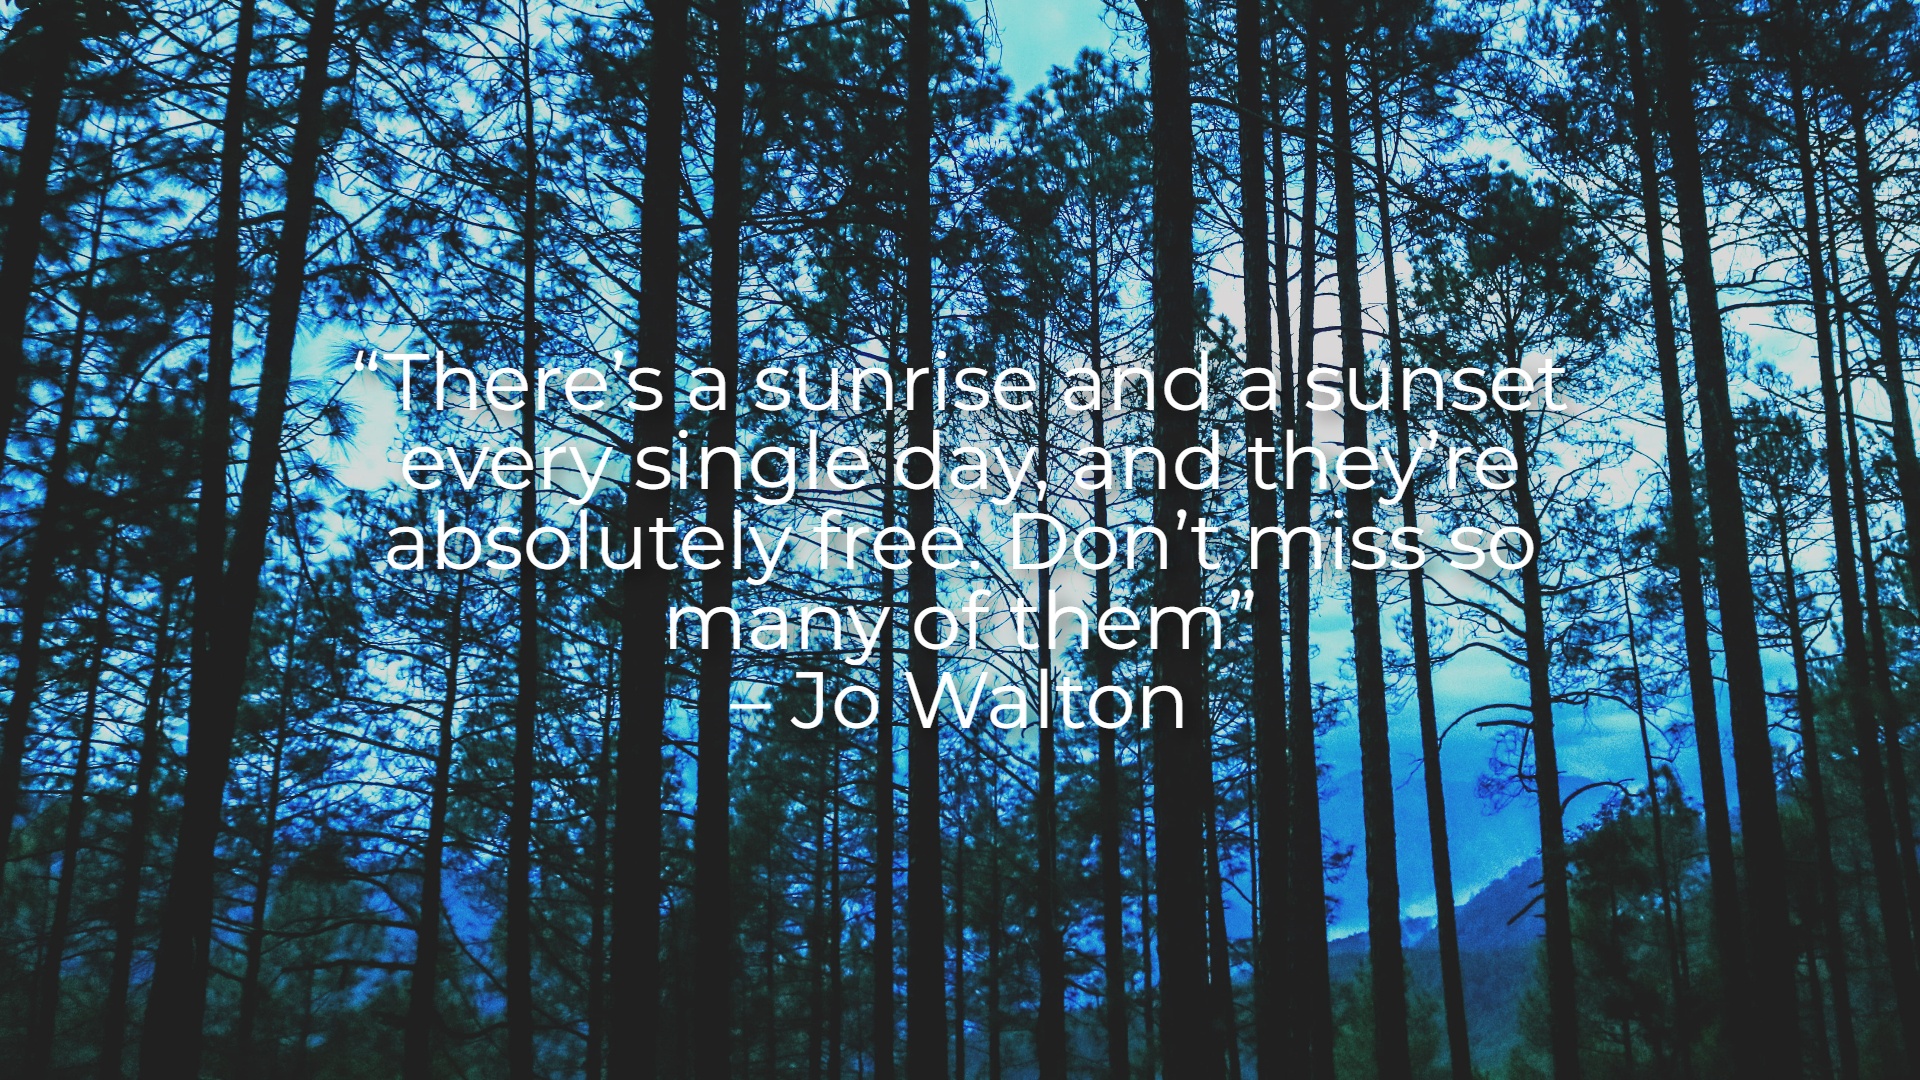 “There’s a sunrise and a sunset
every single day, and they’re
absolutely free. Don’t miss so
many of them”
– Jo Walton